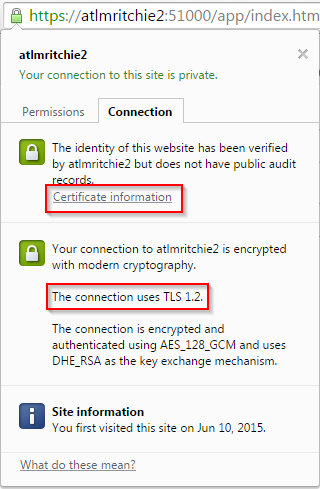 https://atlmritchie2:51000/app/index.htm
atlmritchie2
Your connection to this site is private.
Permissions
Connection
The identity of this website has been verified
by atlmritchie2 but does not have public audit
records.
Certificate information
Your connection to atlmritchie2 is encrypted
with modern cryptography.
The connection uses TLS 1.2.
The connection is encrypted and
authenticated using AES_128_GCM and uses
DHE_RSA as the key exchange mechanism.
Site information
You first visited this site on Jun 10, 2015.
What do these mean?